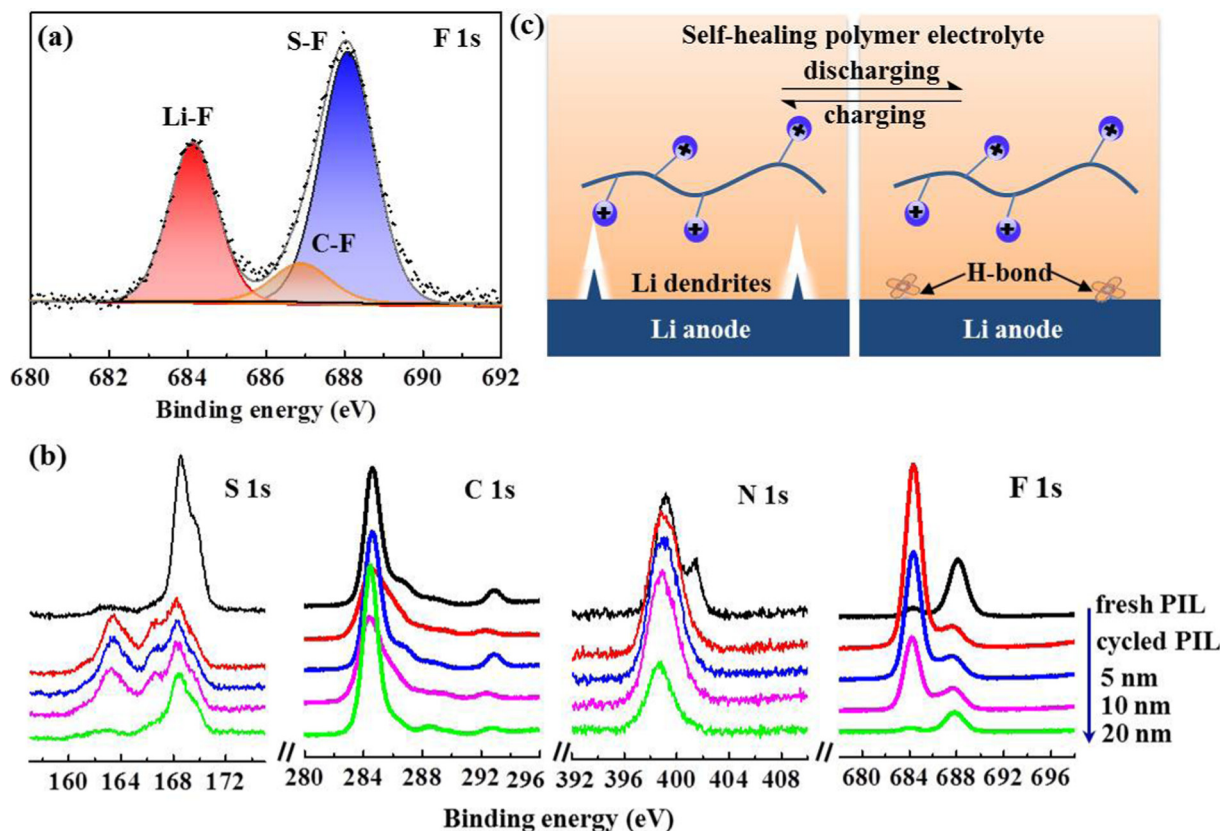 (a)
S-F
F 1s
Li-F
C-F
680 682 684 686 688 690 692
Binding energy (eV)
(c)
Self-healing polymer electrolyte
discharging
charging
+ + + +
+ + + +
Li dendrites
H-bond
Li anode
Li anode
(b)
S 1s
C 1s
N 1s
F 1s
fresh PIL
cycled PIL
5 nm
10 nm
20 nm
160 164 168 172 // 280 284 288 292 296 // 392 396 400 404 408 // 680 684 688 692 696
Binding energy (eV)